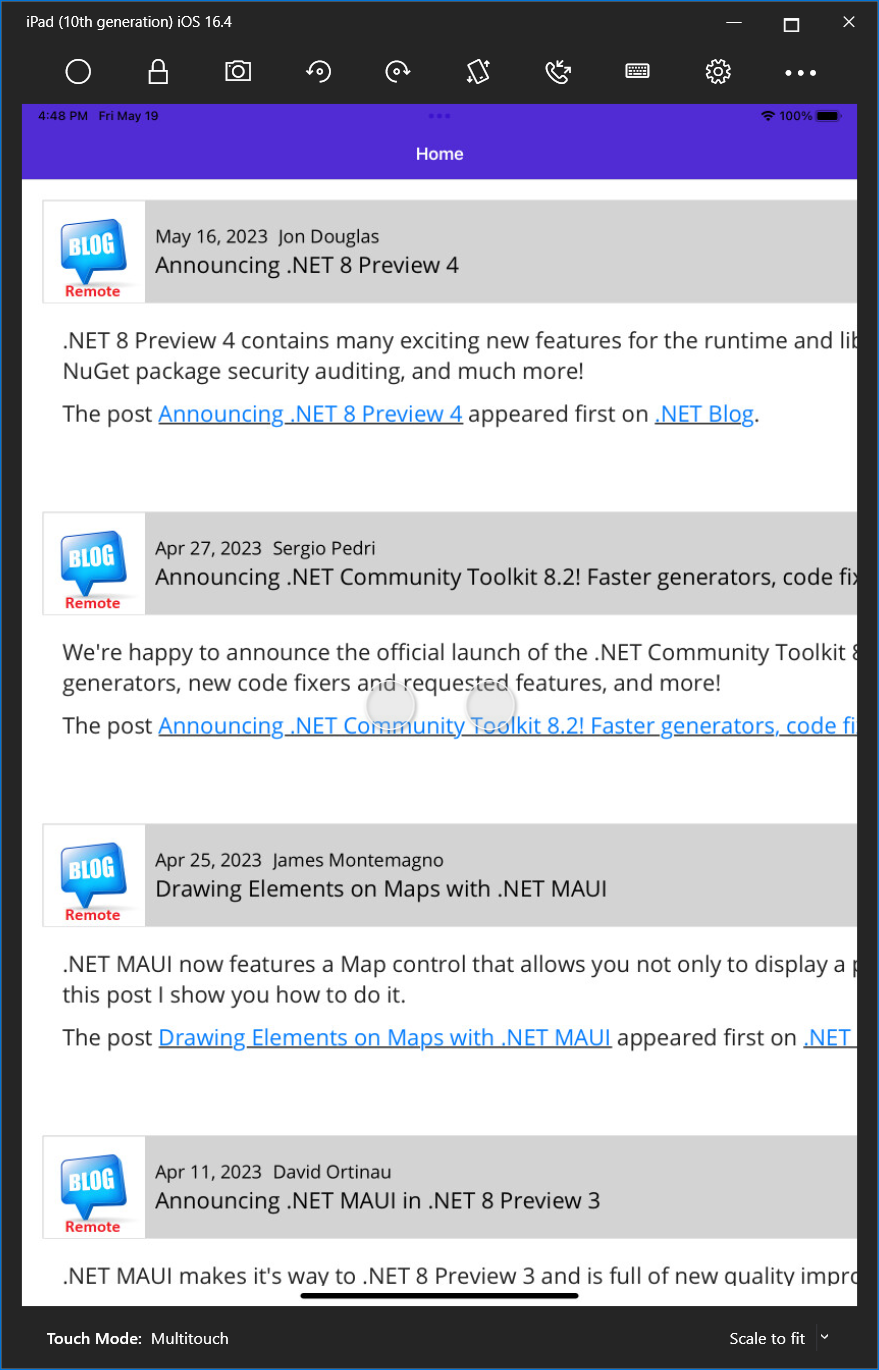 iPad (10th generation) iOS 16.4
4:48 PM Fri May 19
100%
Home
BLOG
Remote
May 16, 2023 Jon Douglas
Announcing .NET 8 Preview 4
.NET 8 Preview 4 contains many exciting new features for the runtime and lib
NuGet package security auditing, and much more!
The post Announcing .NET 8 Preview 4 appeared first on .NET Blog.
BLOG
Remote
Apr 27, 2023 Sergio Pedri
Announcing .NET Community Toolkit 8.2! Faster generators, code fix
We're happy to announce the official launch of the .NET Community Toolkit 8
generators, new code fixers and requested features, and more!
The post Announcing .NET Community Toolkit 8.2! Faster generators, code fi
BLOG
Remote
Apr 25, 2023 James Montemagno
Drawing Elements on Maps with .NET MAUI
.NET MAUI now features a Map control that allows you not only to display a p
this post I show you how to do it.
The post Drawing Elements on Maps with .NET MAUI appeared first on .NET
BLOG
Remote
Apr 11, 2023 David Ortinau
Announcing .NET MAUI in .NET 8 Preview 3
.NET MAUI makes it's way to .NET 8 Preview 3 and is full of new quality impro
Touch Mode: Multitouch
Scale to fit